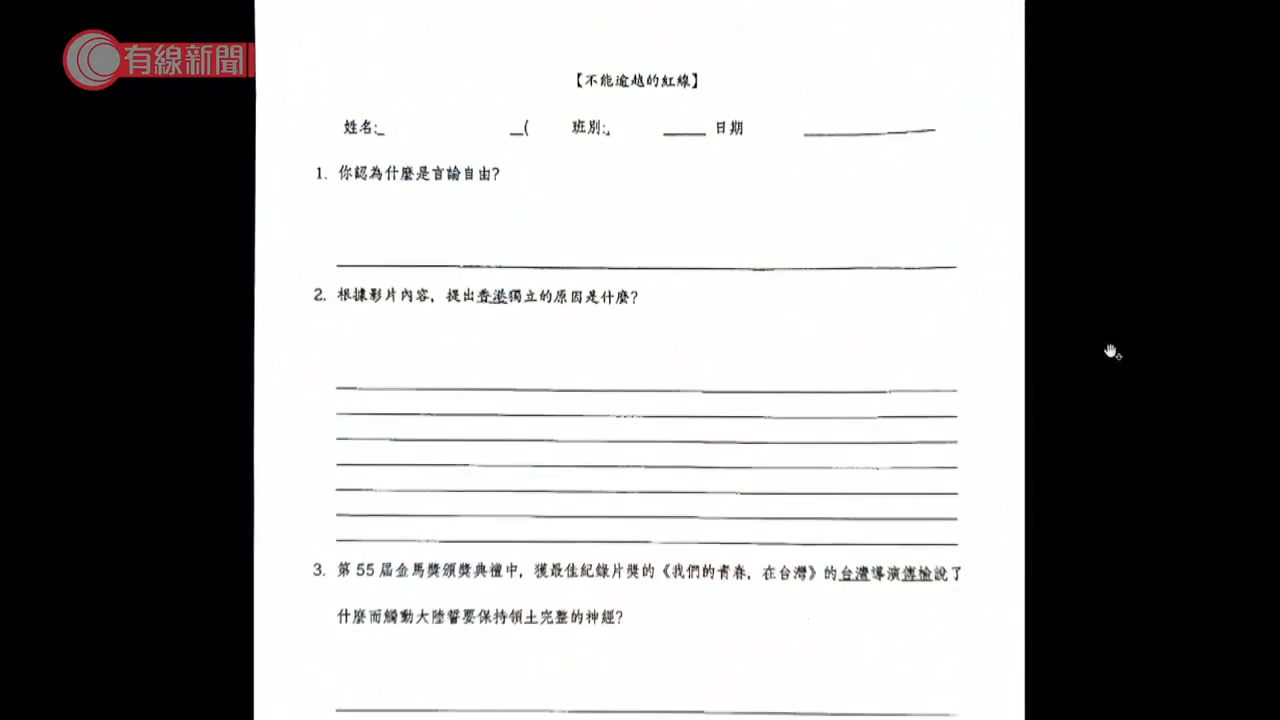 有線新聞
【不能逾越的紅線】
姓名:_ _( 班別: ____ 日期 ________
1. 你認為什麼是言論自由?
2. 根據影片內容，提出香港獨立的原因是什麼?
3. 第 55 屆金馬獎頒獎典禮中，獲最佳紀錄片獎的《我們的青春，在台灣》的台灣導演傅榆說了
什麼而觸動大陸誓要保持領土完整的神經?